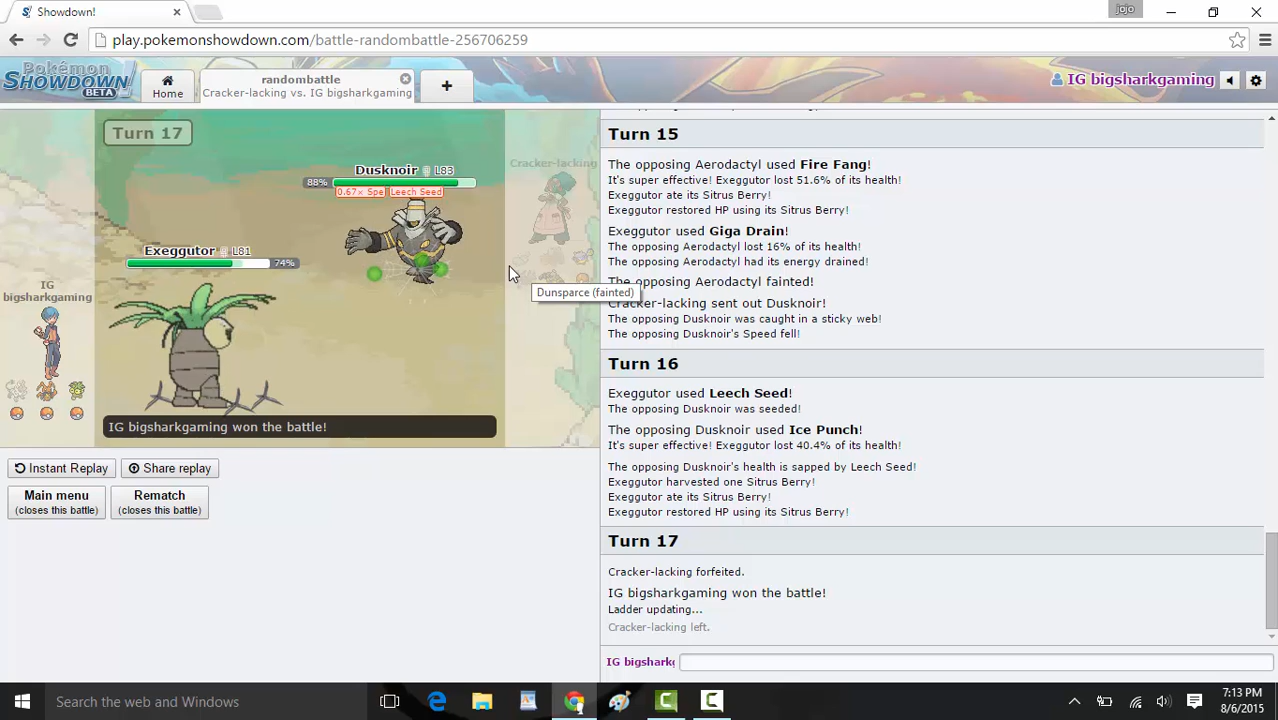 Showdown!
jojo
play.pokemonshowdown.com/battle-randombattle-256706259
Pokémon
SHOWDOWN
BETA
Home
randombattle
Cracker-lacking vs. IG bigsharkgaming
+
IG bigsharkgaming
Turn 17
Dusknoir L83
88%
0.67× Spe Leech Seed
Cracker-lacking
Exeggutor L81
74%
IG
bigsharkgaming
Dunsparce (fainted)
IG bigsharkgaming won the battle!
Instant Replay
Share replay
Main menu
(closes this battle)
Rematch
(closes this battle)
Turn 15
The opposing Aerodactyl used Fire Fang!
It's super effective! Exeggutor lost 51.6% of its health!
Exeggutor ate its Sitrus Berry!
Exeggutor restored HP using its Sitrus Berry!
Exeggutor used Giga Drain!
The opposing Aerodactyl lost 16% of its health!
The opposing Aerodactyl had its energy drained!
The opposing Aerodactyl fainted!
Cracker-lacking sent out Dusknoir!
The opposing Dusknoir was caught in a sticky web!
The opposing Dusknoir's Speed fell!
Turn 16
Exeggutor used Leech Seed!
The opposing Dusknoir was seeded!
The opposing Dusknoir used Ice Punch!
It's super effective! Exeggutor lost 40.4% of its health!
The opposing Dusknoir's health is sapped by Leech Seed!
Exeggutor harvested one Sitrus Berry!
Exeggutor ate its Sitrus Berry!
Exeggutor restored HP using its Sitrus Berry!
Turn 17
Cracker-lacking forfeited.
IG bigsharkgaming won the battle!
Ladder updating...
Cracker-lacking left.
IG bigshark
Search the web and Windows
7:13 PM
8/6/2015